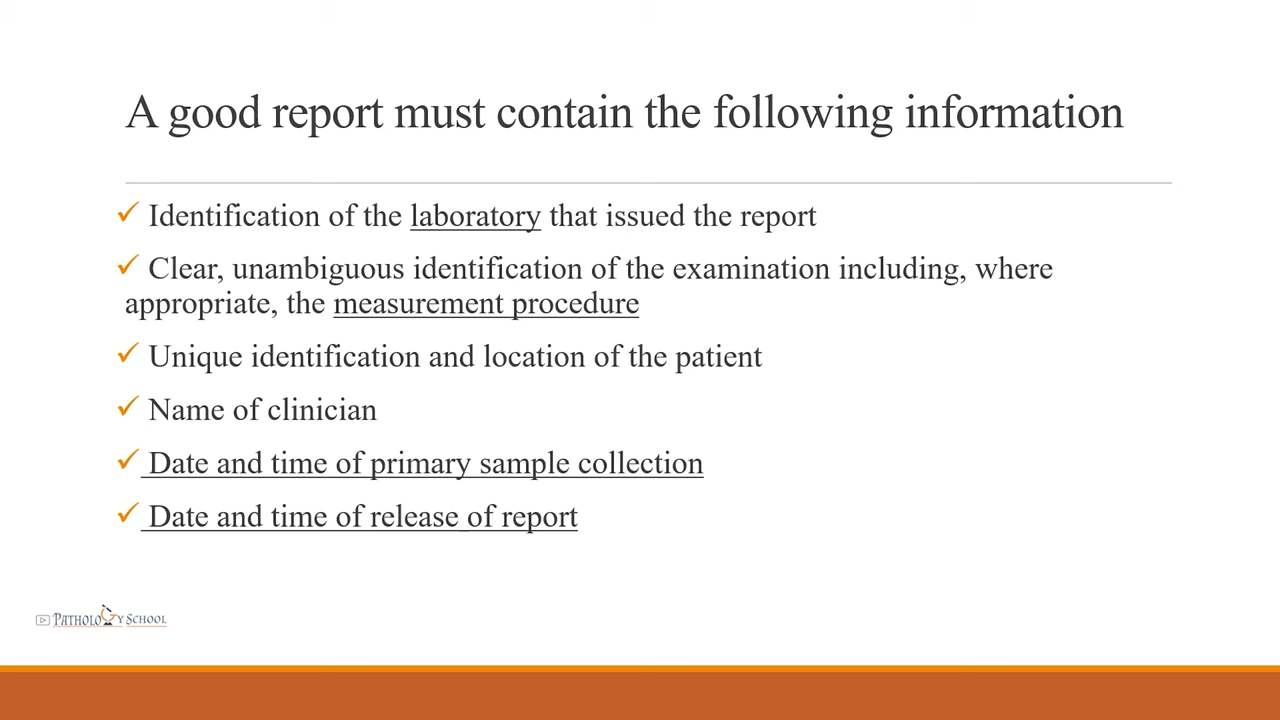 A good report must contain the following information
✓ Identification of the laboratory that issued the report
✓ Clear, unambiguous identification of the examination including, where
appropriate, the measurement procedure
✓ Unique identification and location of the patient
✓ Name of clinician
✓ Date and time of primary sample collection
✓ Date and time of release of report
PATHOLOGY SCHOOL